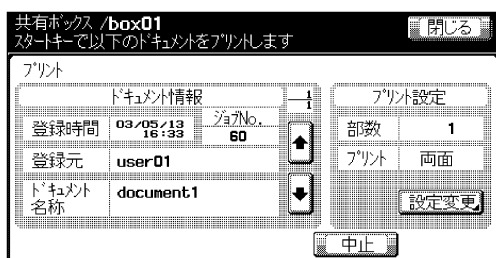 共有ﾎﾞｯｸｽ /box01
ｽﾀｰﾄｷｰで以下のﾄﾞｷｭﾒﾝﾄをﾌﾟﾘﾝﾄします
閉じる
ﾌﾟﾘﾝﾄ
ﾄﾞｷｭﾒﾝﾄ情報
1/1
登録時間 03/05/13 16:33
ｼﾞｮﾌﾞNo. 60
登録元 user01
ﾄﾞｷｭﾒﾝﾄ名称 document1
ﾌﾟﾘﾝﾄ設定
部数 1
ﾌﾟﾘﾝﾄ 両面
設定変更
中止